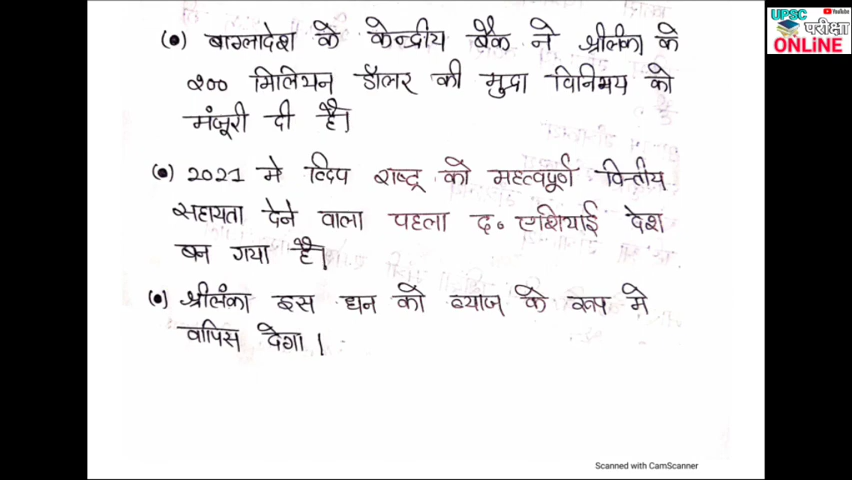 UPSC YouTube
परीक्षा
ONLiNE
(•) बाग्लादेश के केन्द्रीय बैंक ने श्रीलंका के
२०० मिलियन डॉलर की मुद्रा विनिमय को
मंजूरी दी है।
(•) 2021 मे द्विप राष्ट्र को महत्वपूर्ण वित्तीय
सहायता देने वाला पहला द॰ एशियाई देश
बन गया है।
(•) श्रीलंका इस धन को ब्याज के रूप मे
वापिस देगा।
Scanned with CamScanner